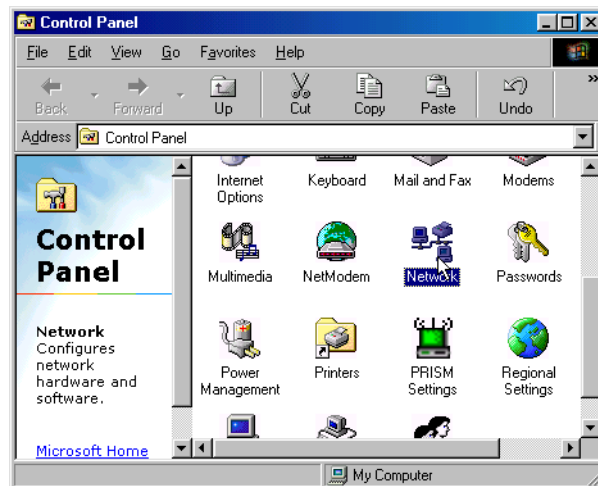 Control Panel
File Edit View Go Favorites Help
Back Forward Up Cut Copy Paste Undo »
Address Control Panel
Internet Options
Keyboard
Mail and Fax
Modems
Control
Panel
Multimedia
NetModem
Network
Passwords
Network
Configures
network
hardware and
software.
Power
Management
Printers
PRISM
Settings
Regional
Settings
Microsoft Home
My Computer